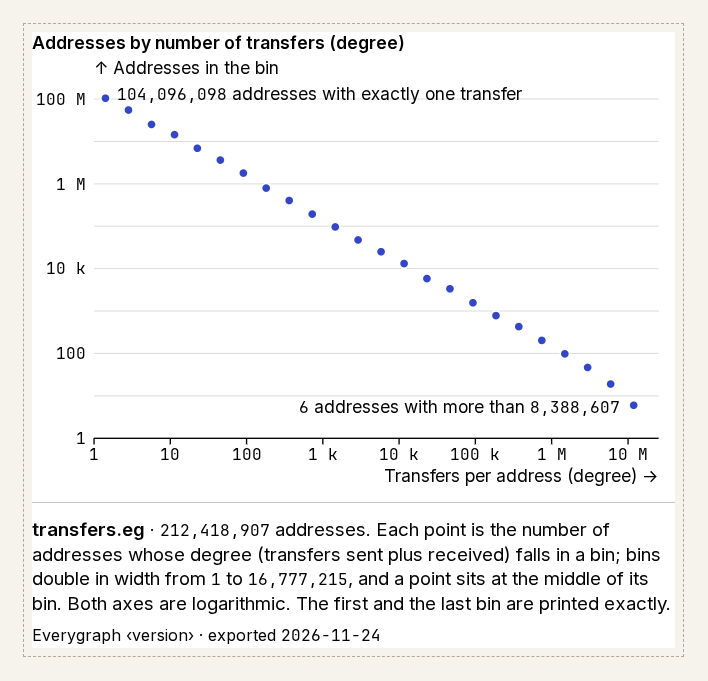 Addresses by number of transfers (degree)
↑ Addresses in the bin
104,096,098 addresses with exactly one transfer
100 M
1 M
10 k
100
6 addresses with more than 8,388,607
1
1 10 100 1 k 10 k 100 k 1 M 10 M
Transfers per address (degree) →
transfers.eg · 212,418,907 addresses. Each point is the number of
addresses whose degree (transfers sent plus received) falls in a bin; bins
double in width from 1 to 16,777,215, and a point sits at the middle of its
bin. Both axes are logarithmic. The first and the last bin are printed exactly.
Everygraph ‹version› · exported 2026-11-24